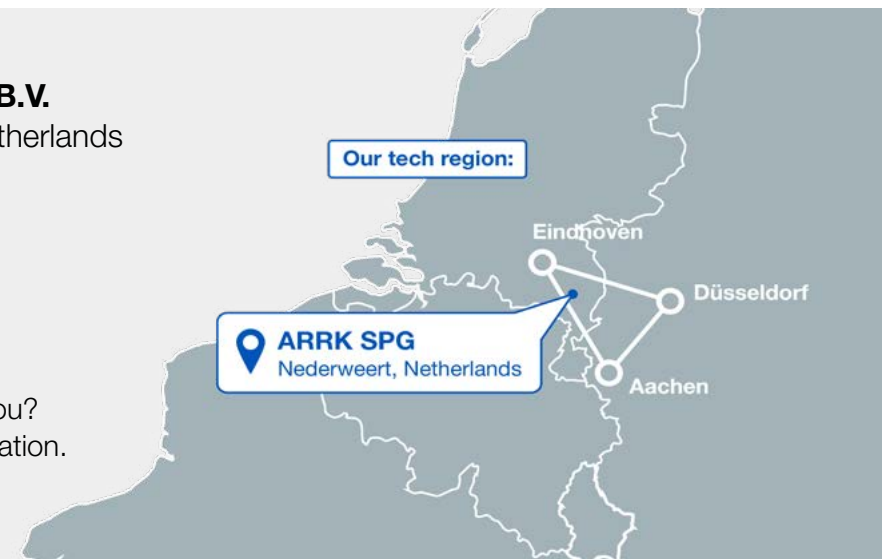 B.V.
therlands
ou?
ation.
Our tech region:
Eindhoven
Düsseldorf
Aachen
ARRK SPG
Nederweert, Netherlands